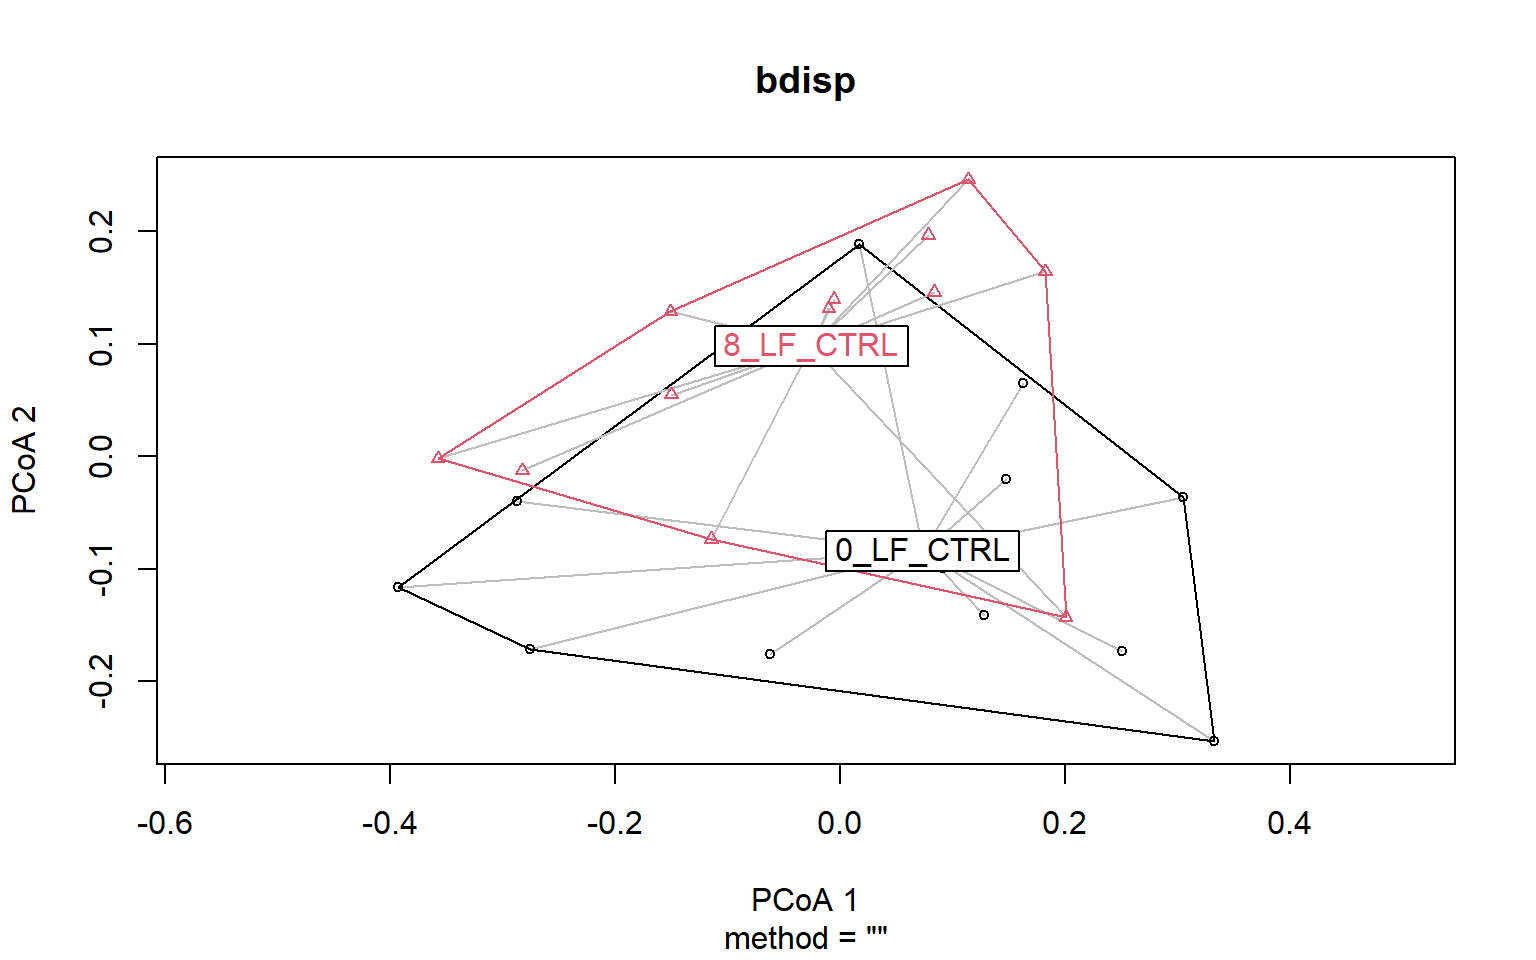 bdisp
PCoA 2
0.2
0.1
0.0
-0.1
-0.2
8_LF_CTRL
0_LF_CTRL
-0.6 -0.4 -0.2 0.0 0.2 0.4
PCoA 1
method = ""